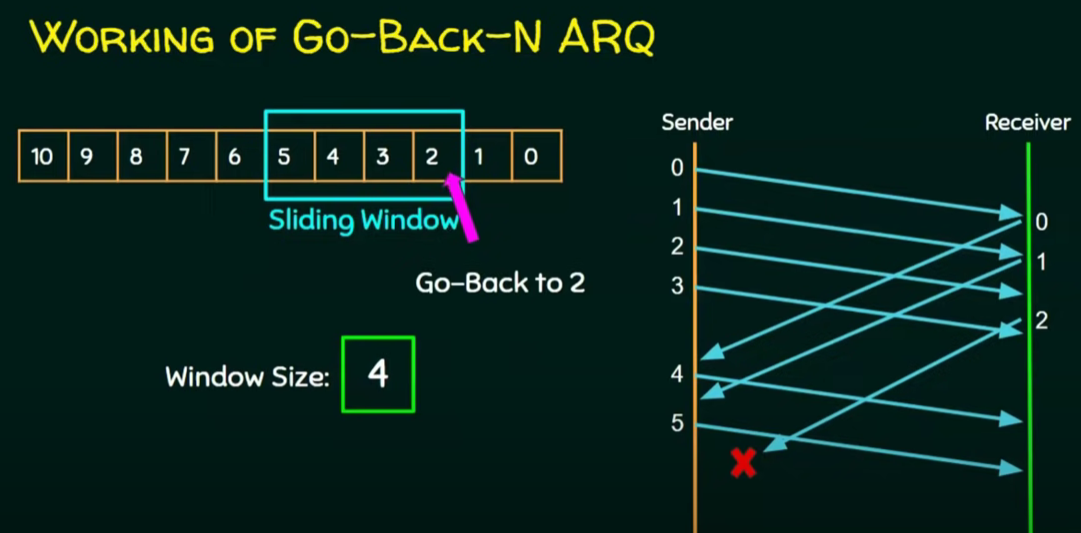 WORKING OF GO-BACK-N ARQ
10 9 8 7 6 5 4 3 2 1 0
Sliding Window
Go-Back to 2
Window Size: 4
Sender Receiver
0
0
1
1
2
3
2
4
5